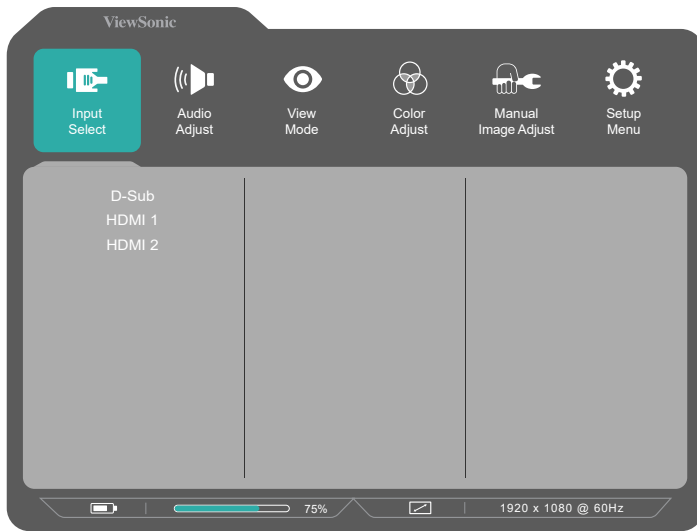 ViewSonic
Input
Select
Audio
Adjust
View
Mode
Color
Adjust
Manual
Image Adjust
Setup
Menu
D-Sub
HDMI 1
HDMI 2
75%
1920 x 1080 @ 60Hz